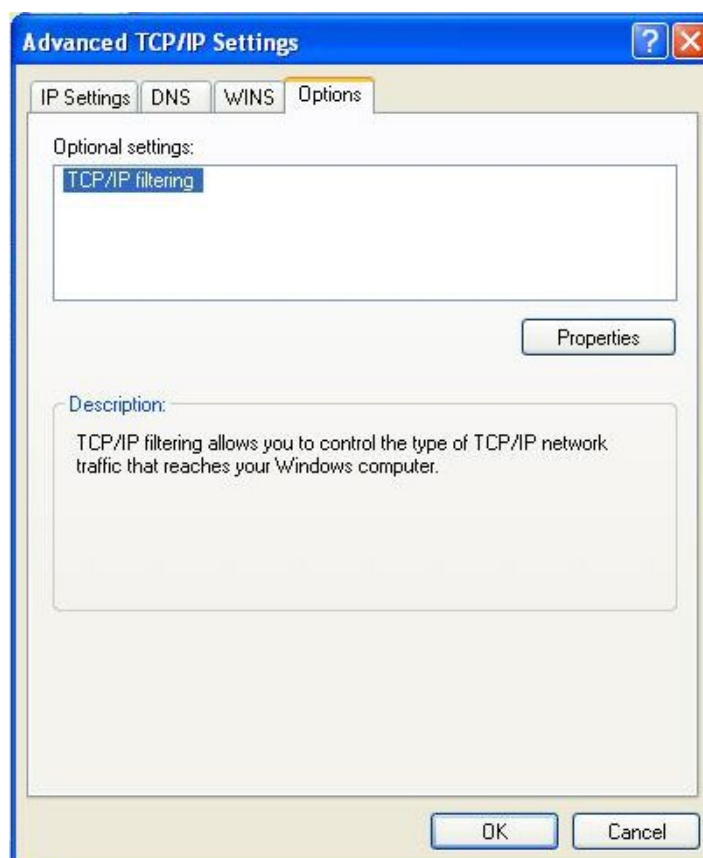 Advanced TCP/IP Settings
IP Settings DNS WINS Options
Optional settings:
TCP/IP filtering
Properties
Description:
TCP/IP filtering allows you to control the type of TCP/IP network
traffic that reaches your Windows computer.
OK Cancel